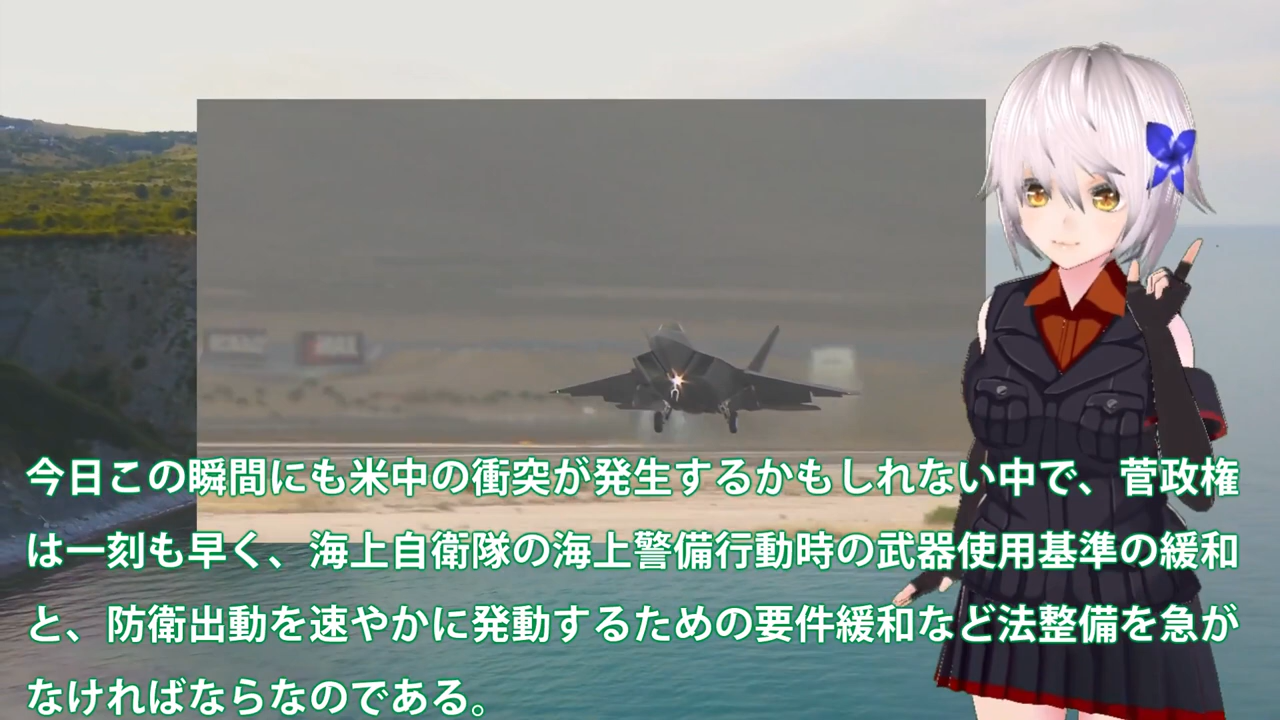 今日この瞬間にも米中の衝突が発生するかもしれない中で、菅政権
は一刻も早く、海上自衛隊の海上警備行動時の武器使用基準の緩和
と、防衛出動を速やかに発動するための要件緩和など法整備を急が
なければならなのである。